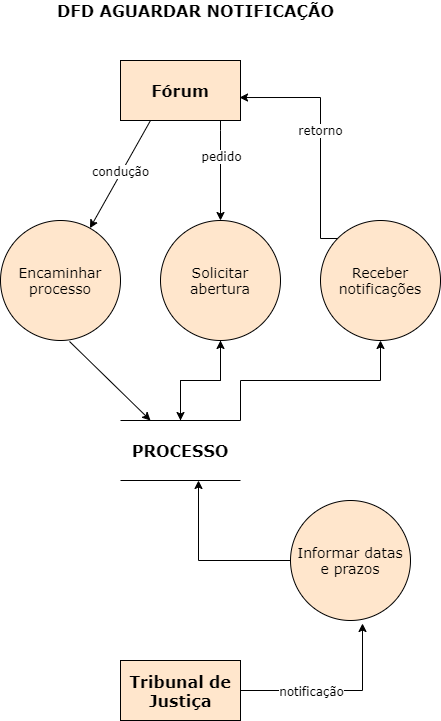 DFD AGUARDAR NOTIFICAÇÃO
Fórum
retorno
pedido
condução
Encaminhar
processo
Solicitar
abertura
Receber
notificações
PROCESSO
Informar datas
e prazos
Tribunal de
Justiça
notificação